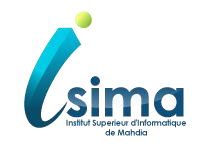 isima
Institut Superieur d'Informatique
de Mahdia